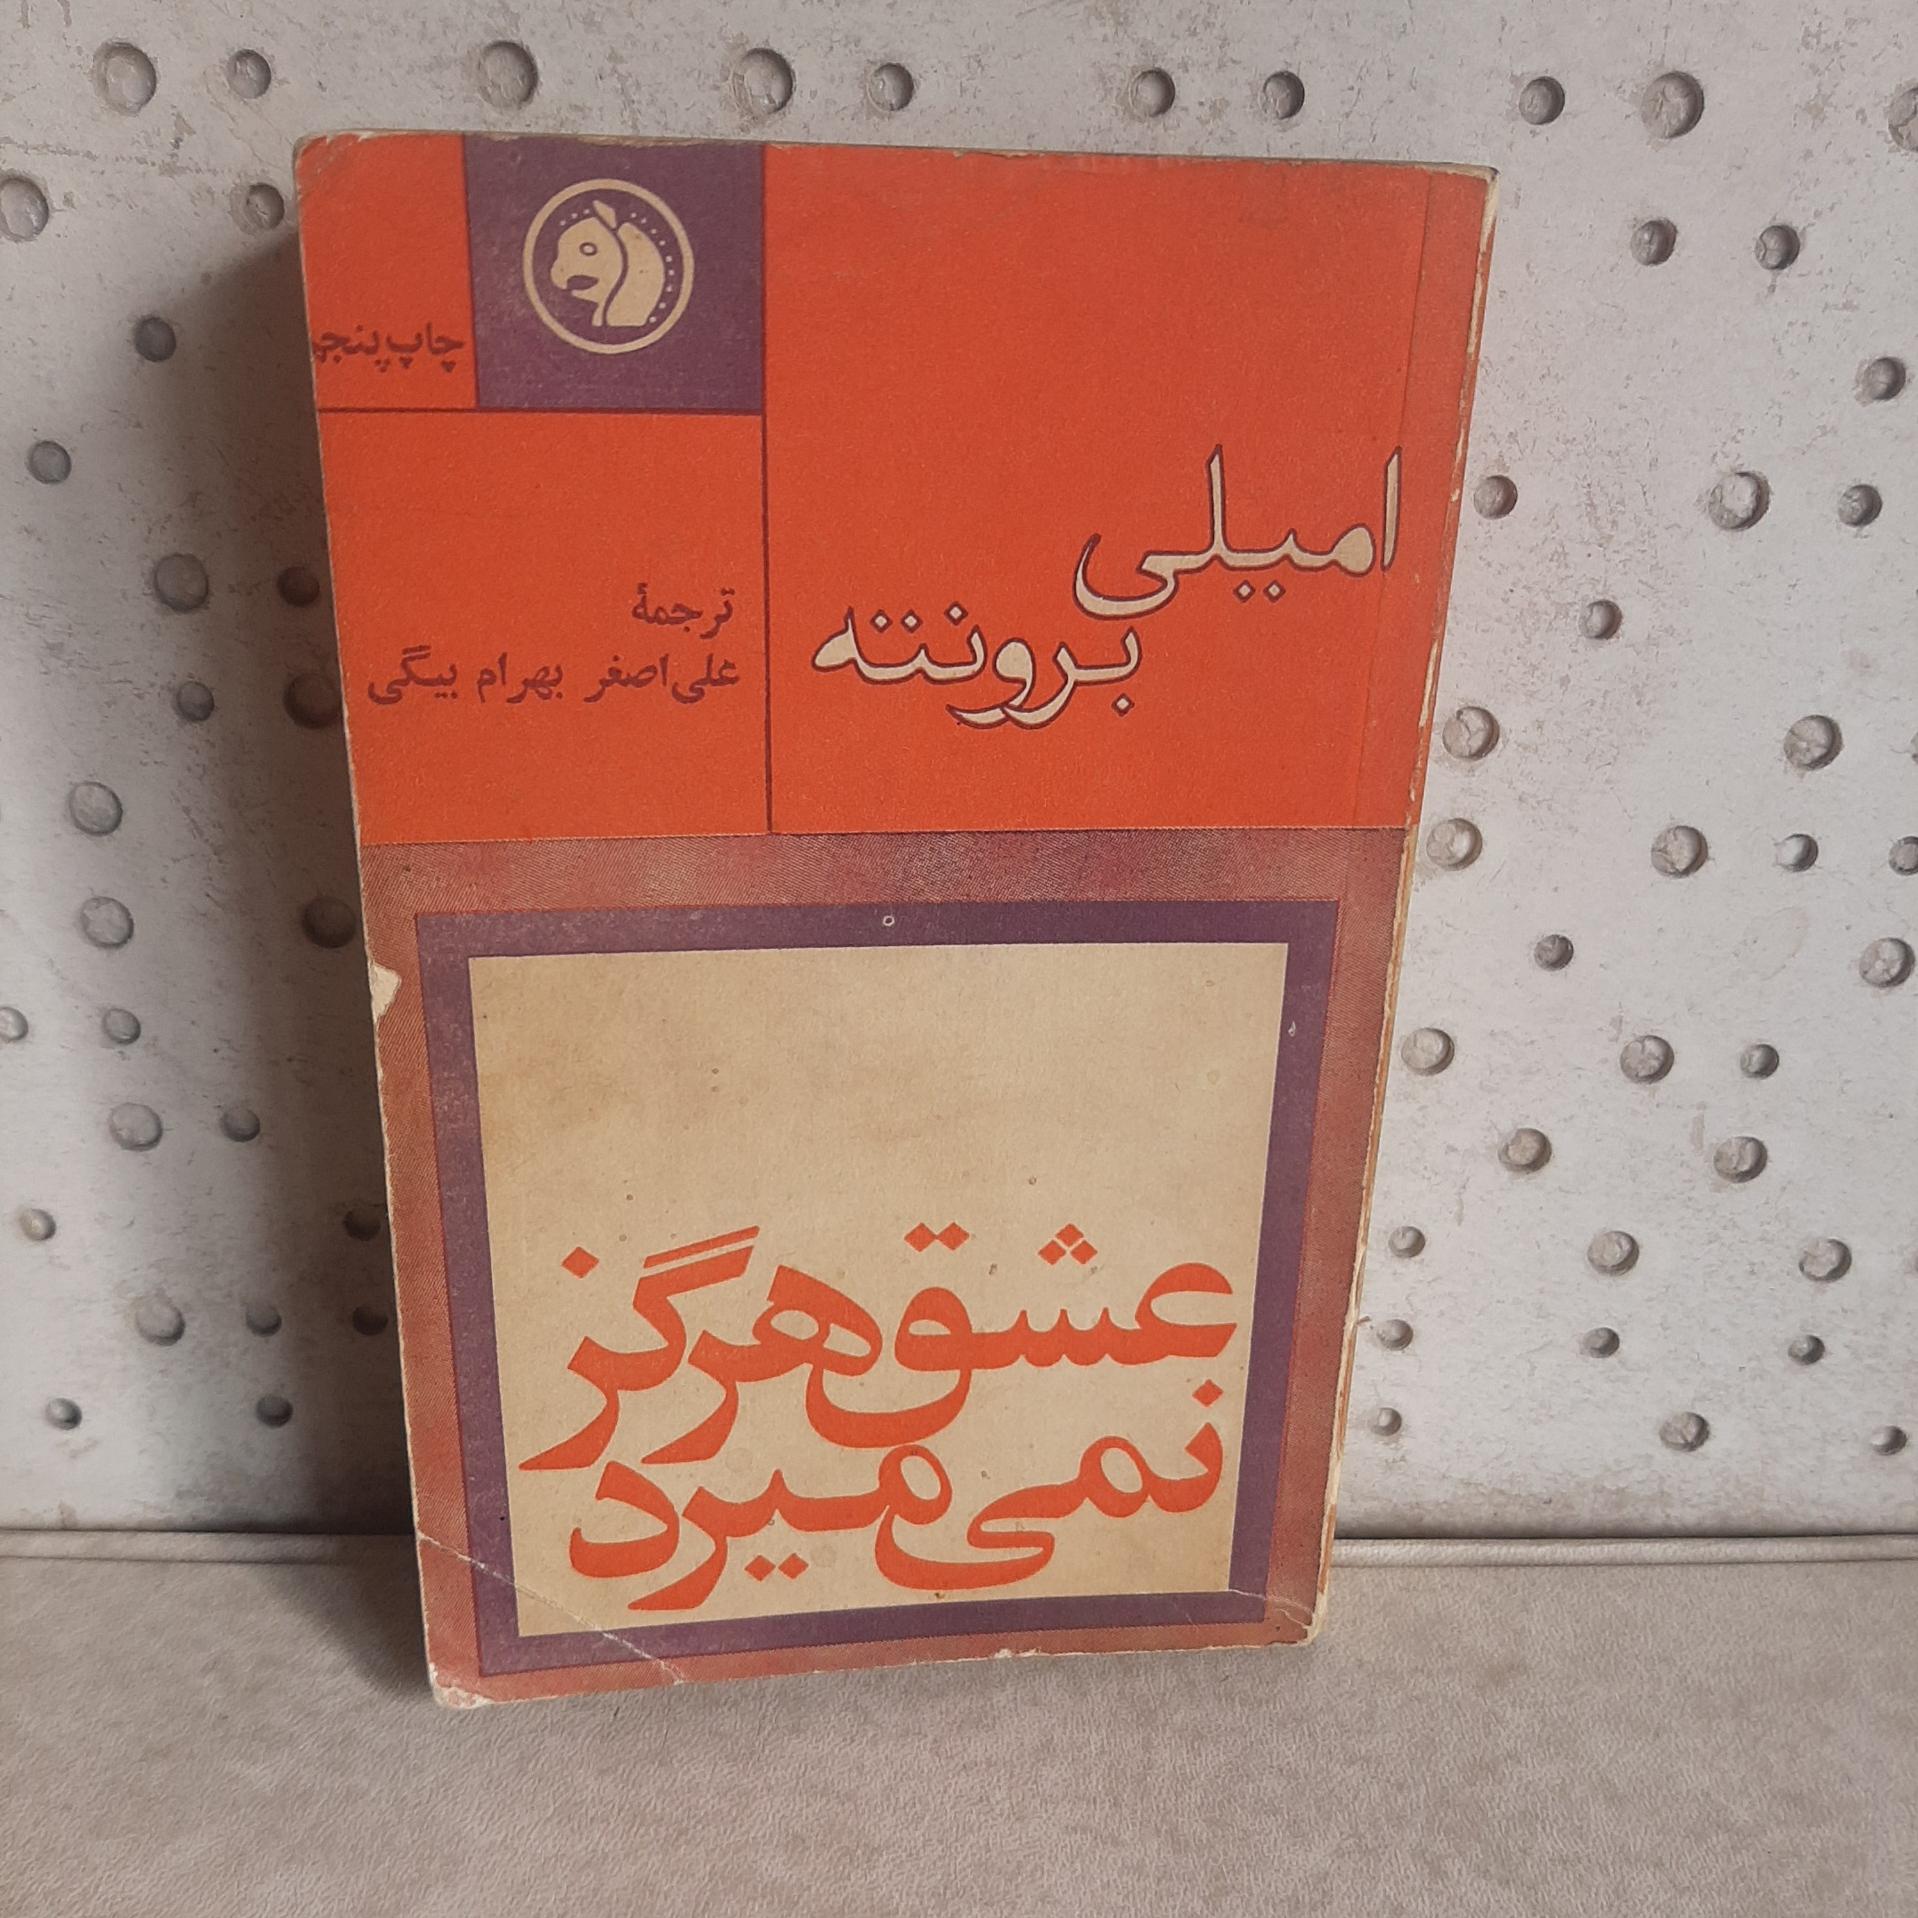 چاپ پنجم
امیلی
برونته
ترجمهٔ
علی‌اصغر بهرام بیگی
عشق هرگز
نمی‌میرد